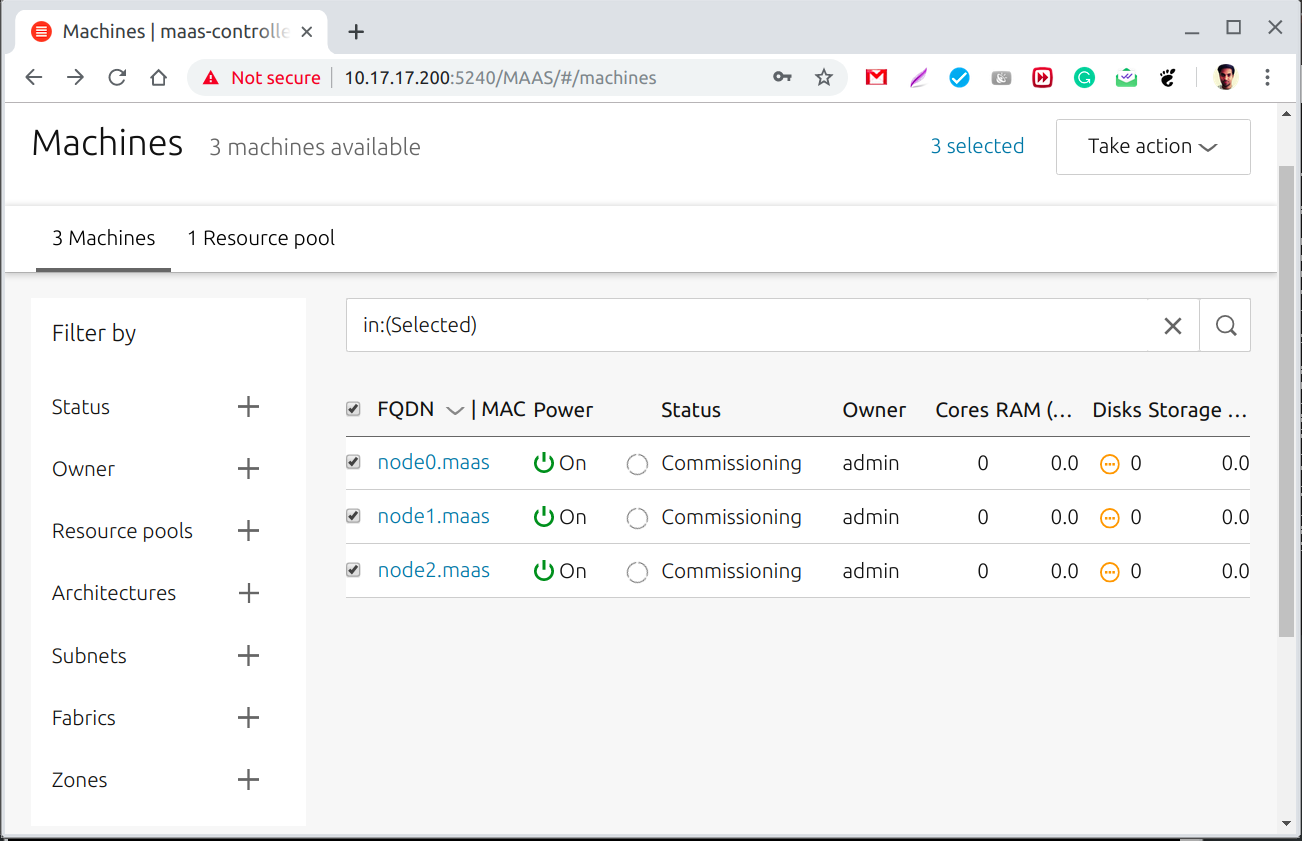 Machines | maas-controlle
Not secure 10.17.17.200:5240/MAAS/#/machines
Machines 3 machines available 3 selected Take action
3 Machines 1 Resource pool
Filter by
Status
Owner
Resource pools
Architectures
Subnets
Fabrics
Zones
in:(Selected)
FQDN | MAC Power Status Owner Cores RAM (... Disks Storage ...
node0.maas On Commissioning admin 0 0.0 0 0.0
node1.maas On Commissioning admin 0 0.0 0 0.0
node2.maas On Commissioning admin 0 0.0 0 0.0